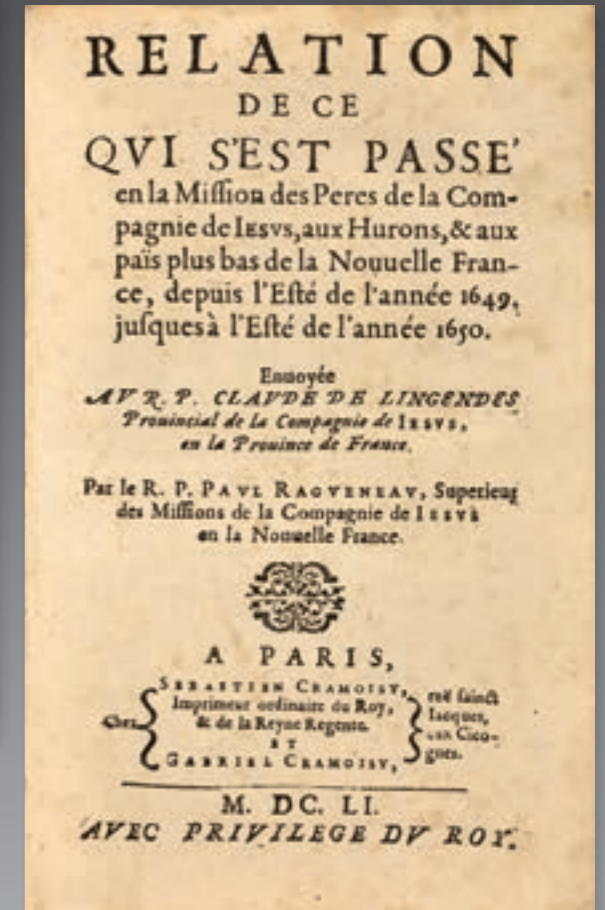 RELATION
DE CE
QVI S'EST PASSE'
en la Miſſion des Peres de la Com-
pagnie de IESVS, aux Hurons, & aux
païs plus bas de la Nouuelle Fran-
ce, depuis l'Eſté de l'année 1649.
juſques à l'Eſté de l'année 1650.
Enuoyée
AV R. P. CLAVDE DE LINGENDES
Prouincial de la Compagnie de IESVS,
en la Prouince de France.
Par le R. P. PAVL RAGVENEAV, Superieur
des Miſſions de la Compagnie de IESVS
en la Nouuelle France.
A PARIS,
Chez
SEBASTIEN CRAMOISY,
Imprimeur ordinaire du Roy,
& de la Reyne Regente.
ET
GABRIEL CRAMOISY,
ruë ſainct
Iacques,
aux Cico-
gnes.
M. DC. LI.
AVEC PRIVILEGE DV ROY.